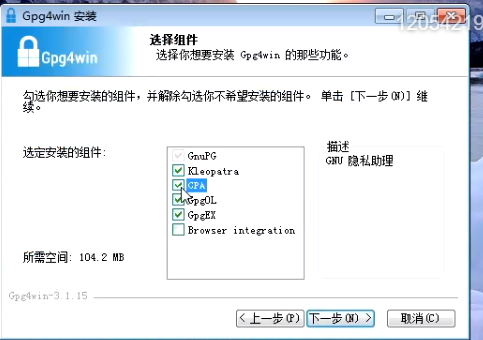 Gpg4win 安装
12054219
Gpg4win
选择组件
选择你想要安装 Gpg4win 的那些功能。
勾选你想要安装的组件，并解除勾选你不希望安装的组件。 单击 [下一步(N)] 继
续。
选定安装的组件:
GnuPG
Kleopatra
GPA
GpgOL
GpgEX
Browser integration
描述
GNU 隐私助理
所需空间: 104.2 MB
Gpg4win-3.1.15
< 上一步(P)
下一步(N) >
取消(C)